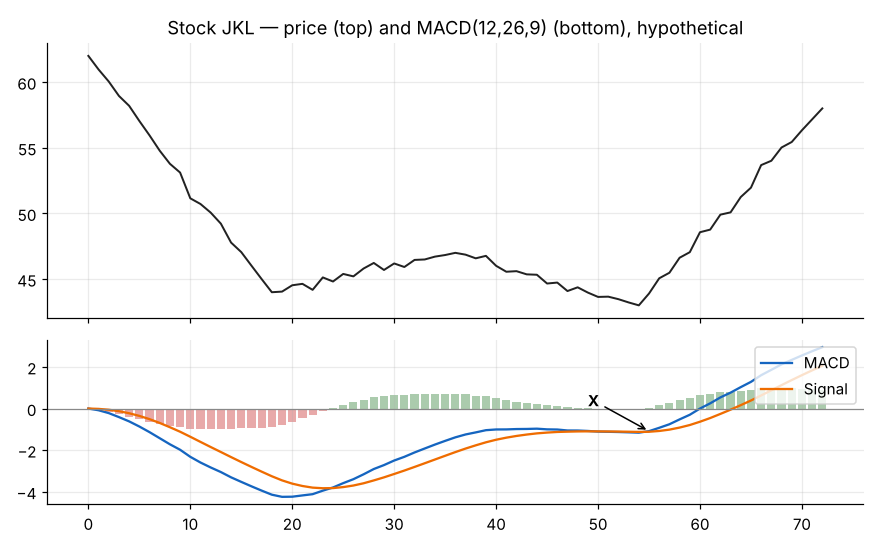 Stock JKL — price (top) and MACD(12,26,9) (bottom), hypothetical
60
55
50
45
2
0
−2
−4
X
MACD
Signal
0 10 20 30 40 50 60 70